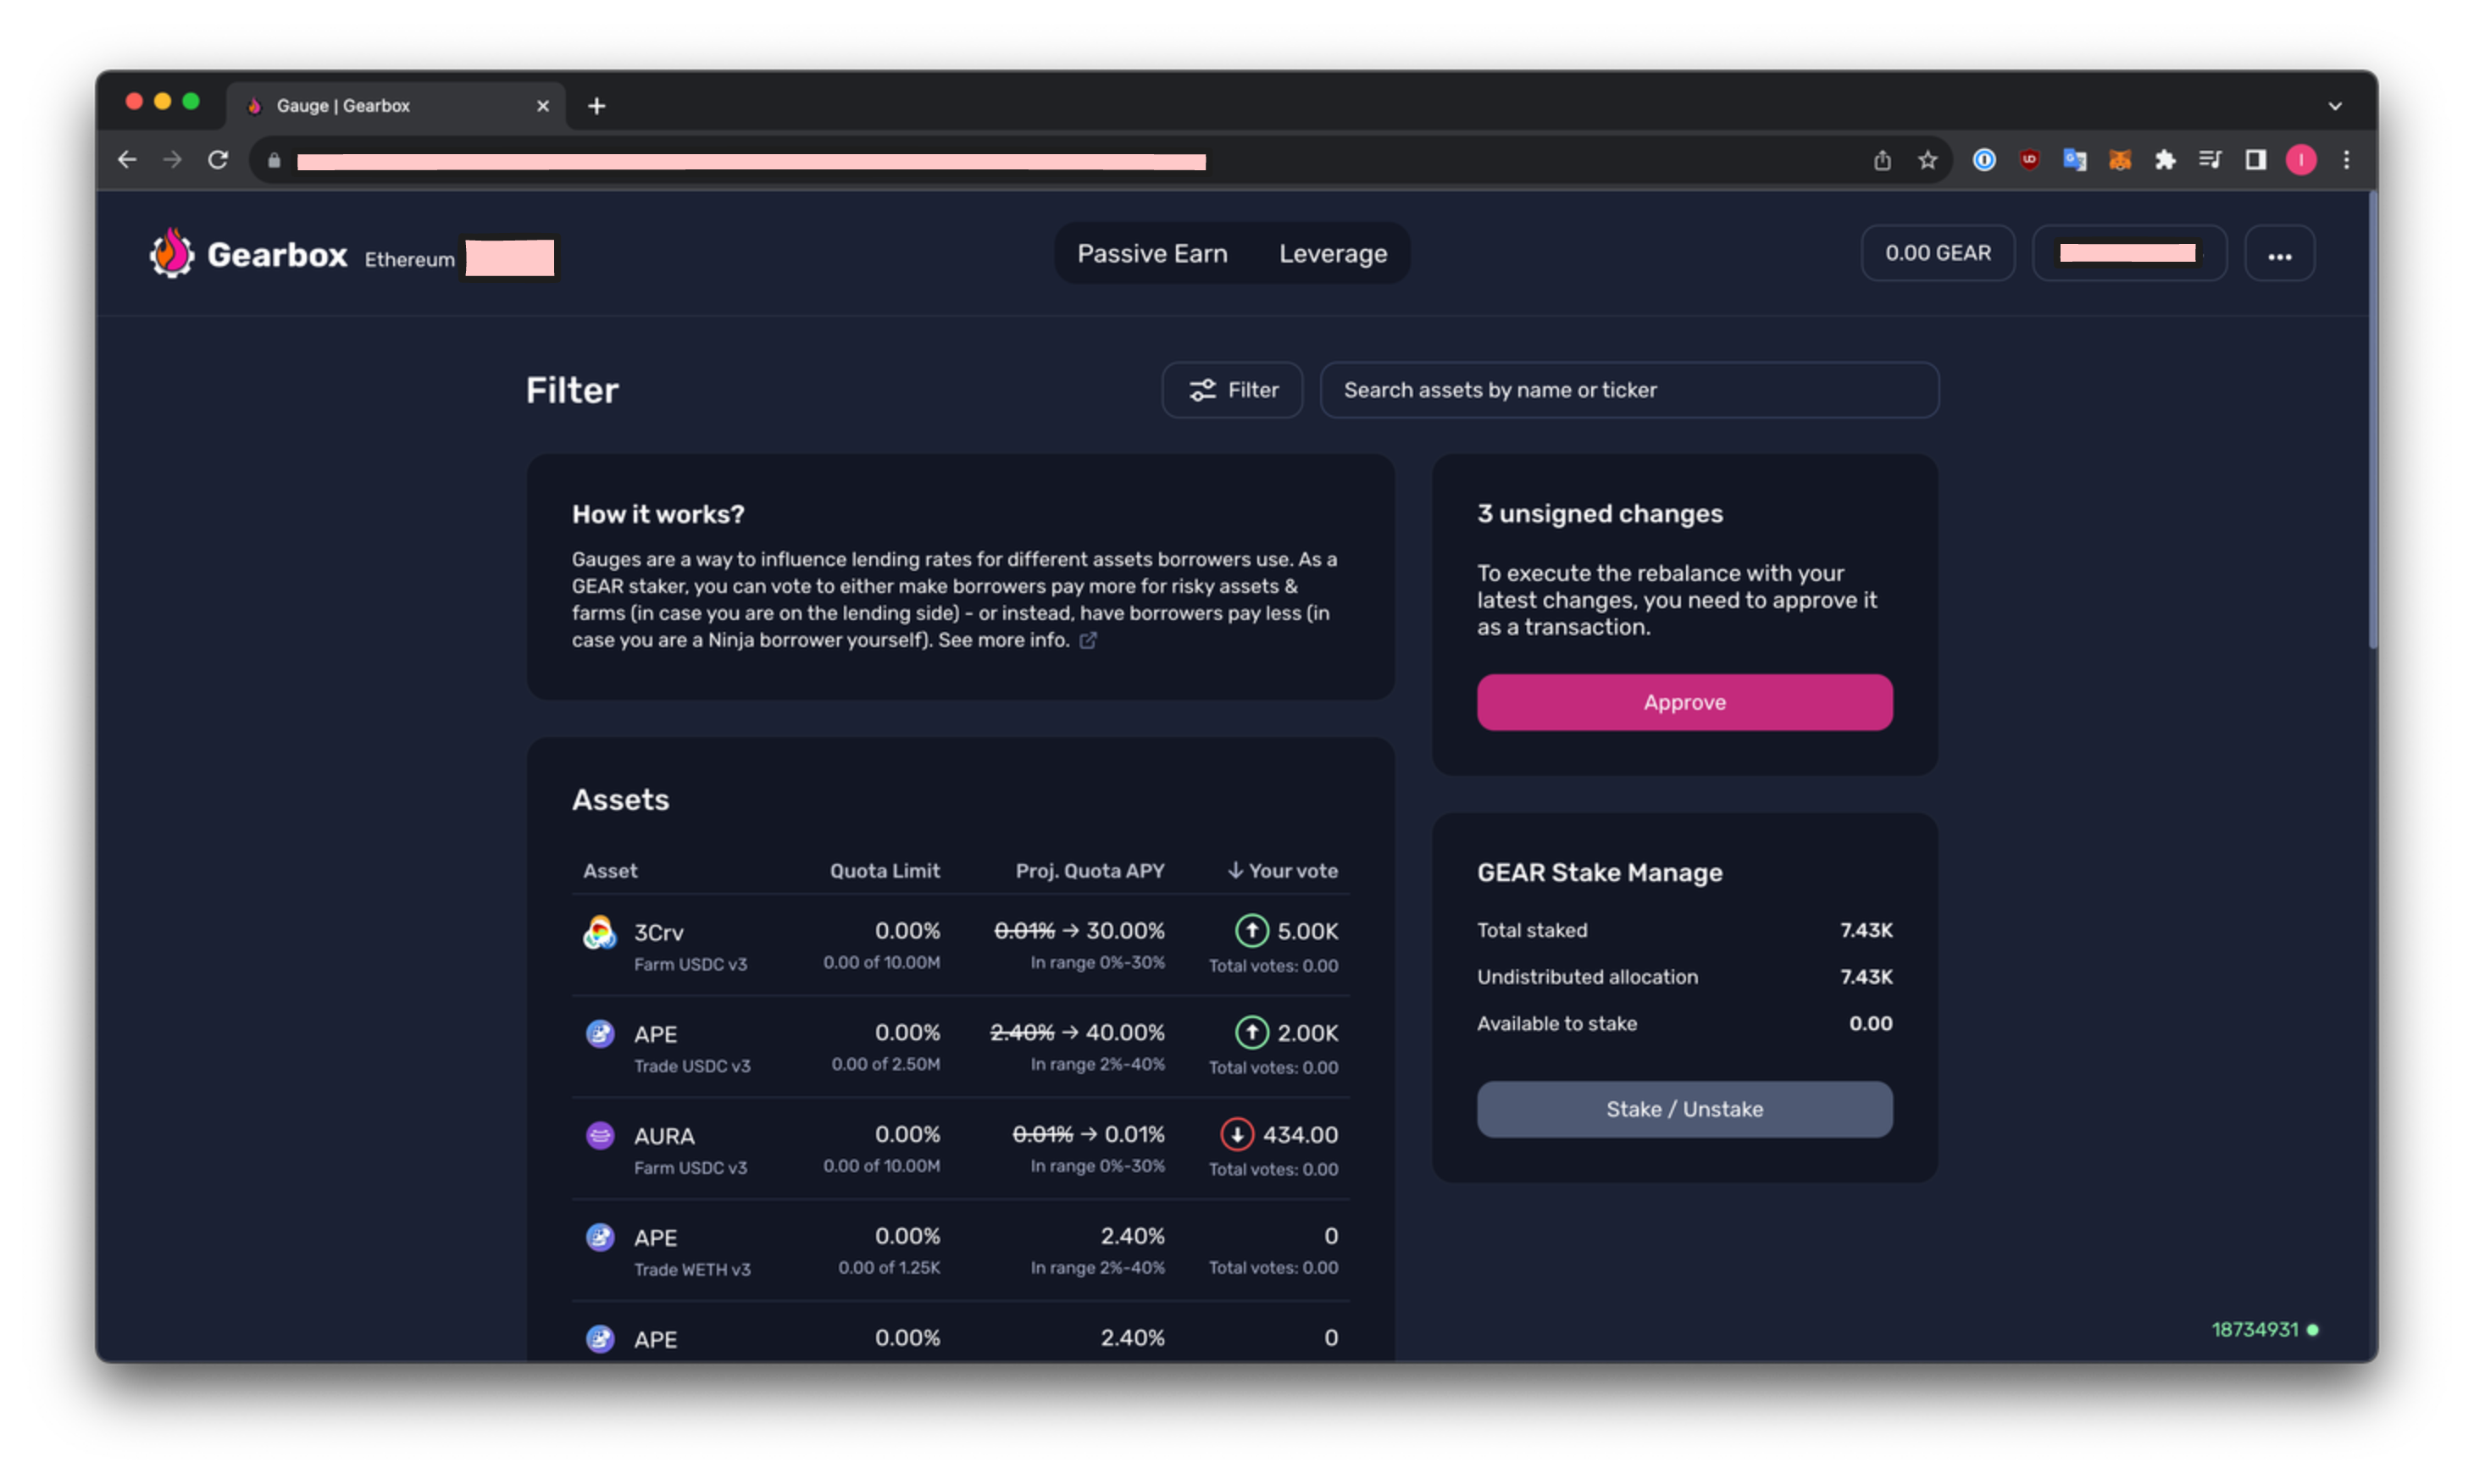 Gauge | Gearbox
Gearbox Ethereum
Passive Earn Leverage
0.00 GEAR
Filter
Filter
Search assets by name or ticker
How it works?
Gauges are a way to influence lending rates for different assets borrowers use. As a
GEAR staker, you can vote to either make borrowers pay more for risky assets &
farms (in case you are on the lending side) - or instead, have borrowers pay less (in
case you are a Ninja borrower yourself). See more info.
3 unsigned changes
To execute the rebalance with your
latest changes, you need to approve it
as a transaction.
Approve
Assets
Asset Quota Limit Proj. Quota APY ↓ Your vote
3Crv 0.00% 0.01% → 30.00% 5.00K
Farm USDC v3 0.00 of 10.00M In range 0%-30% Total votes: 0.00
APE 0.00% 2.40% → 40.00% 2.00K
Trade USDC v3 0.00 of 2.50M In range 2%-40% Total votes: 0.00
AURA 0.00% 0.01% → 0.01% 434.00
Farm USDC v3 0.00 of 10.00M In range 0%-30% Total votes: 0.00
APE 0.00% 2.40% 0
Trade WETH v3 0.00 of 1.25K In range 2%-40% Total votes: 0.00
APE 0.00% 2.40% 0
GEAR Stake Manage
Total staked 7.43K
Undistributed allocation 7.43K
Available to stake 0.00
Stake / Unstake
18734931